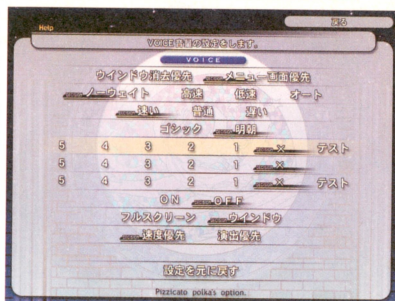 戻る
Help
VOICE音量の設定をします。
VOICE
ウインドウ消去優先 メニュー画面優先
ノーウェイト 高速 低速 オート
速い 普通 遅い
ゴシック 明朝
5 4 3 2 1 × テスト
5 4 3 2 1 ×
5 4 3 2 1 × テスト
ON OFF
フルスクリーン ウインドウ
速度優先 演出優先
設定を元に戻す
Pizzicato polka's option.